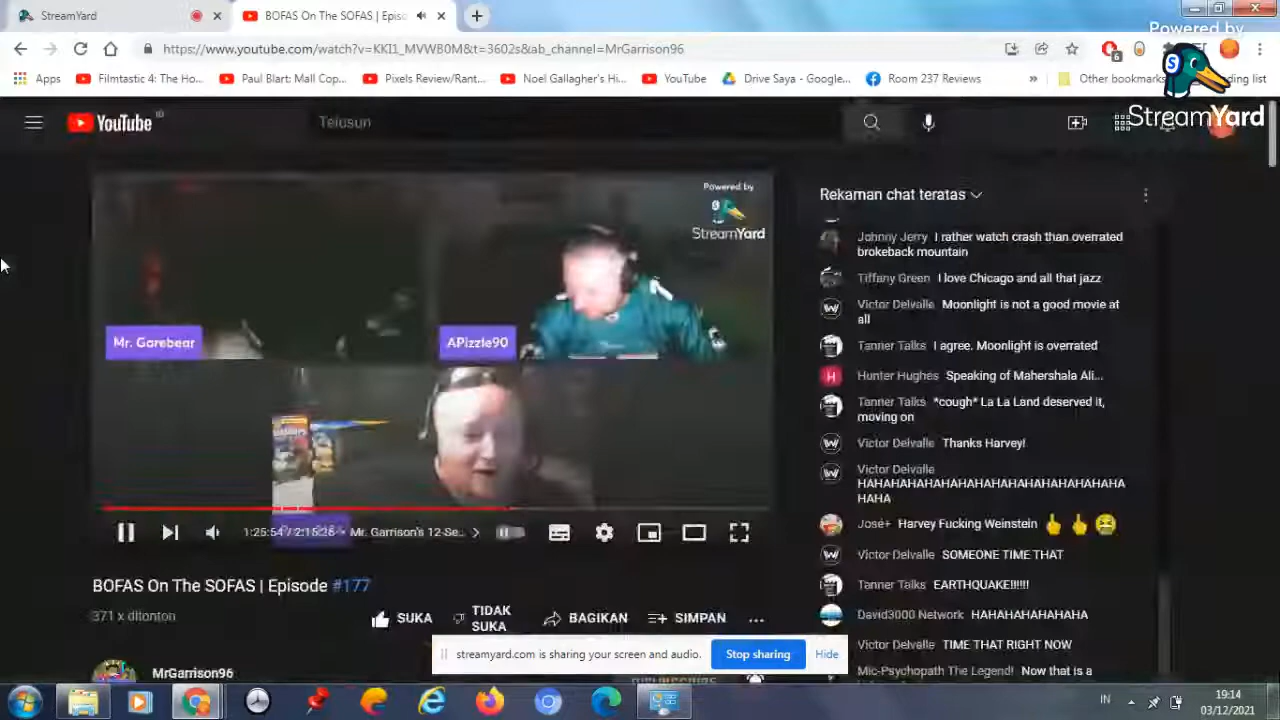 StreamYard
BOFAS On The SOFAS | Episo
Powered by
https://www.youtube.com/watch?v=KKI1_MVWB0M&t=3602s&ab_channel=MrGarrison96
6
Apps
Filmtastic 4: The Ho...
Paul Blart: Mall Cop...
Pixels Review/Rant...
Noel Gallagher's Hi...
YouTube
Drive Saya - Google...
Room 237 Reviews
»
Other bookmarks
ding list
StreamYard
YouTube ID
Telusuri
Powered by
StreamYard
Mr. Garebear
APizzle90
1:25:54 / 2:15:26 • Mr. Garrison's 12-Se...
Rekaman chat teratas
Johnny Jerry I rather watch crash than overrated
brokeback mountain
Tiffany Green I love Chicago and all that jazz
Victor Delvalle Moonlight is not a good movie at
all
Tanner Talks I agree. Moonlight is overrated
H Hunter Hughes Speaking of Mahershala Ali...
Tanner Talks *cough* La La Land deserved it,
moving on
Victor Delvalle Thanks Harvey!
Victor Delvalle
HAHAHAHAHAHAHAHAHAHAHAHAHAHAHA
HAHA
José+ Harvey Fucking Weinstein 👆👆😆
Victor Delvalle SOMEONE TIME THAT
Tanner Talks EARTHQUAKE!!!!!!
David3000 Network HAHAHAHAHAHAHA
Victor Delvalle TIME THAT RIGHT NOW
Mic-Psychopath The Legend! Now that is a
BOFAS On The SOFAS | Episode #177
371 x ditonton
SUKA
TIDAK
SUKA
BAGIKAN
SIMPAN
MrGarrison96
streamyard.com is sharing your screen and audio.
Stop sharing
Hide
IN
19:14
03/12/2021